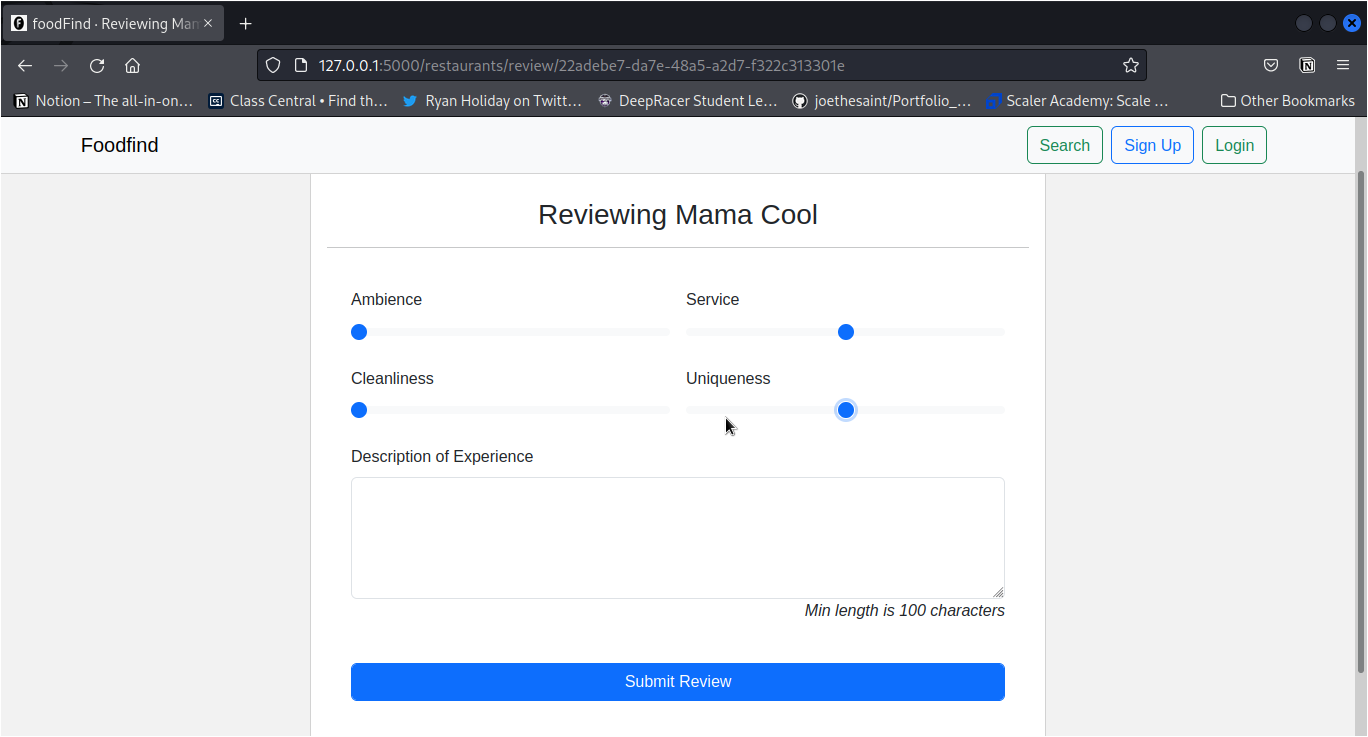 foodFind · Reviewing Mam
127.0.0.1:5000/restaurants/review/22adebe7-da7e-48a5-a2d7-f322c313301e
Notion – The all-in-on… Class Central • Find th… Ryan Holiday on Twitt… DeepRacer Student Le… joethesaint/Portfolio_… Scaler Academy: Scale … Other Bookmarks
Foodfind Search Sign Up Login
Reviewing Mama Cool
Ambience Service
Cleanliness Uniqueness
Description of Experience
Min length is 100 characters
Submit Review